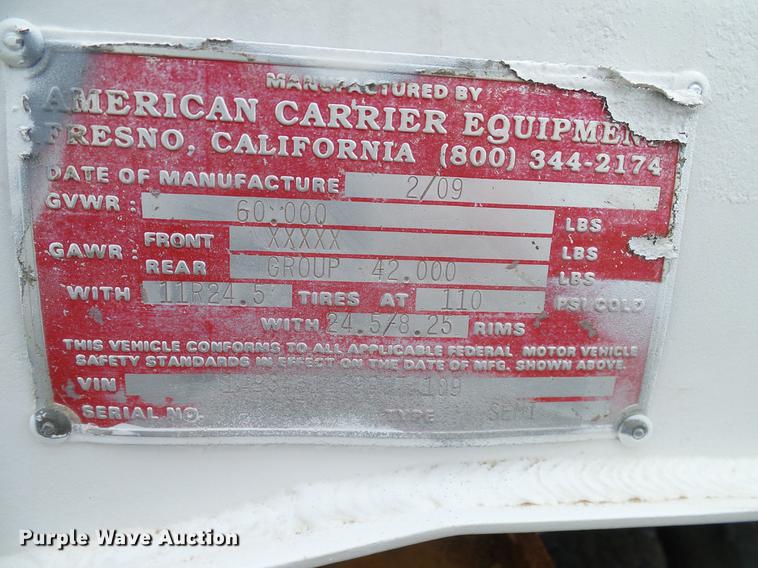 MANUFACTURED BY
AMERICAN CARRIER EQUIPMEN
FRESNO, CALIFORNIA (800) 344-2174
DATE OF MANUFACTURE 2/09
GVWR: 60.000 LBS
GAWR: FRONT XXXXX LBS
REAR GROUP 42.000 LBS
WITH 11R24.5 TIRES AT 110 PSI COLD
WITH 24.5/8.25 RIMS
THIS VEHICLE CONFORMS TO ALL APPLICABLE FEDERAL MOTOR VEHICLE
SAFETY STANDARDS IN EFFECT ON THE DATE OF MFG. SHOWN ABOVE.
VIN
SERIAL NO. TYPE SEMI
Purple Wave Auction